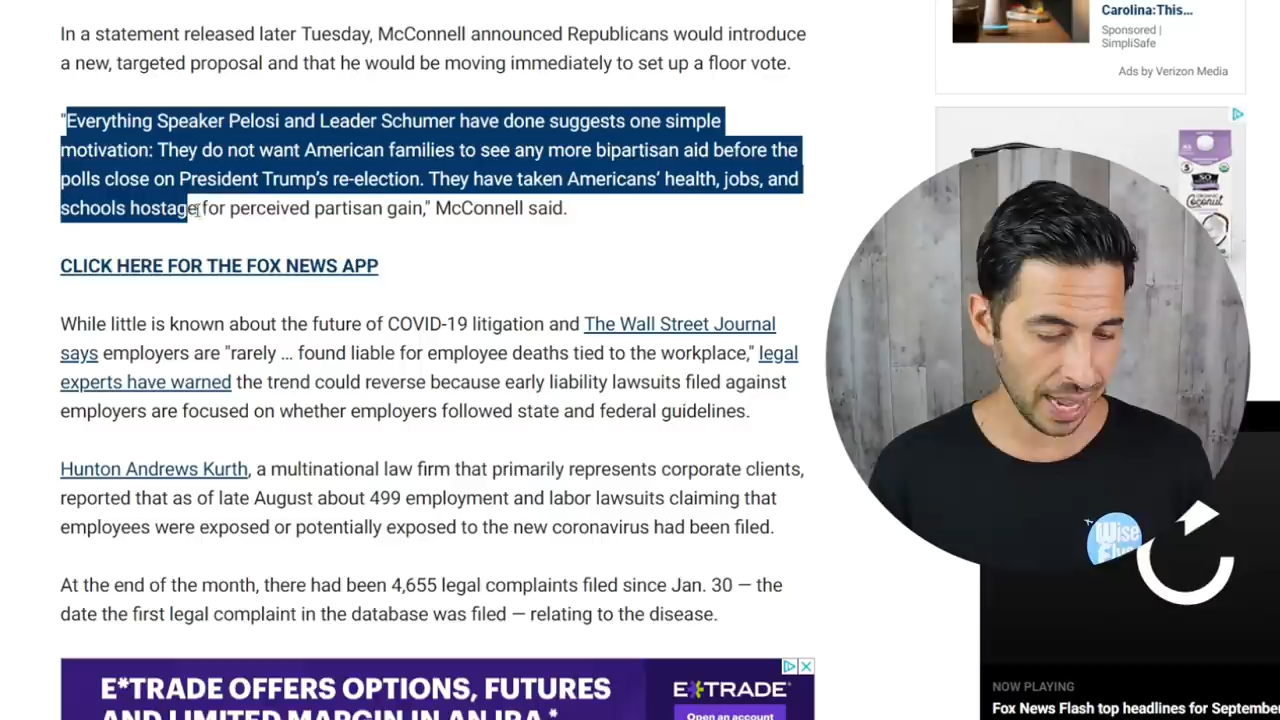 In a statement released later Tuesday, McConnell announced Republicans would introduce
a new, targeted proposal and that he would be moving immediately to set up a floor vote.
"Everything Speaker Pelosi and Leader Schumer have done suggests one simple
motivation: They do not want American families to see any more bipartisan aid before the
polls close on President Trump's re-election. They have taken Americans' health, jobs, and
schools hostage for perceived partisan gain," McConnell said.
CLICK HERE FOR THE FOX NEWS APP
While little is known about the future of COVID-19 litigation and The Wall Street Journal
says employers are "rarely … found liable for employee deaths tied to the workplace," legal
experts have warned the trend could reverse because early liability lawsuits filed against
employers are focused on whether employers followed state and federal guidelines.
Hunton Andrews Kurth, a multinational law firm that primarily represents corporate clients,
reported that as of late August about 499 employment and labor lawsuits claiming that
employees were exposed or potentially exposed to the new coronavirus had been filed.
At the end of the month, there had been 4,655 legal complaints filed since Jan. 30 — the
date the first legal complaint in the database was filed — relating to the disease.
E*TRADE OFFERS OPTIONS, FUTURES
AND LIMITED MARGIN IN AN IRA.*
E*TRADE
Open an account
Carolina:This...
Sponsored |
SimpliSafe
Ads by Verizon Media
SO
Coconut
Wise
NOW PLAYING
Fox News Flash top headlines for September